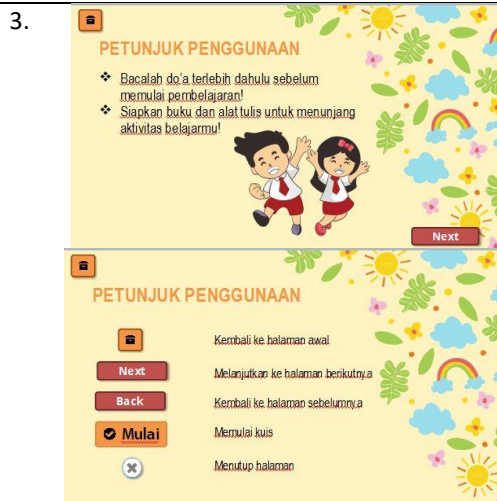 3.
PETUNJUK PENGGUNAAN
❖ Bacalah do'a terlebih dahulu sebelum
memulai pembelajaran!
❖ Siapkan buku dan alat tulis untuk menunjang
aktivitas belajarmu!
Next
PETUNJUK PENGGUNAAN
Kembali ke halaman awal
Next Melanjutkan ke halaman berikutnya
Back Kembali ke halaman sebelumnya
Mulai Memulai kuis
Menutup halaman